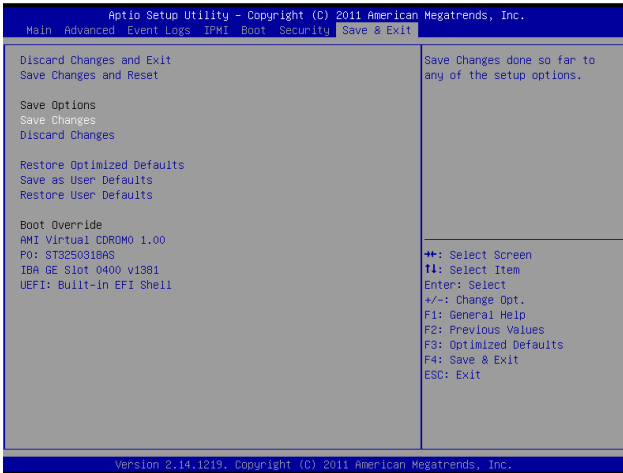 Aptio Setup Utility – Copyright (C) 2011 American Megatrends, Inc.
Main Advanced Event Logs IPMI Boot Security Save & Exit
Discard Changes and Exit
Save Changes and Reset
Save Options
Save Changes
Discard Changes
Restore Optimized Defaults
Save as User Defaults
Restore User Defaults
Boot Override
AMI Virtual CDROM0 1.00
P0: ST3250318AS
IBA GE Slot 0400 v1381
UEFI: Built-in EFI Shell
Save Changes done so far to
any of the setup options.
→←: Select Screen
↑↓: Select Item
Enter: Select
+/-: Change Opt.
F1: General Help
F2: Previous Values
F3: Optimized Defaults
F4: Save & Exit
ESC: Exit
Version 2.14.1219. Copyright (C) 2011 American Megatrends, Inc.